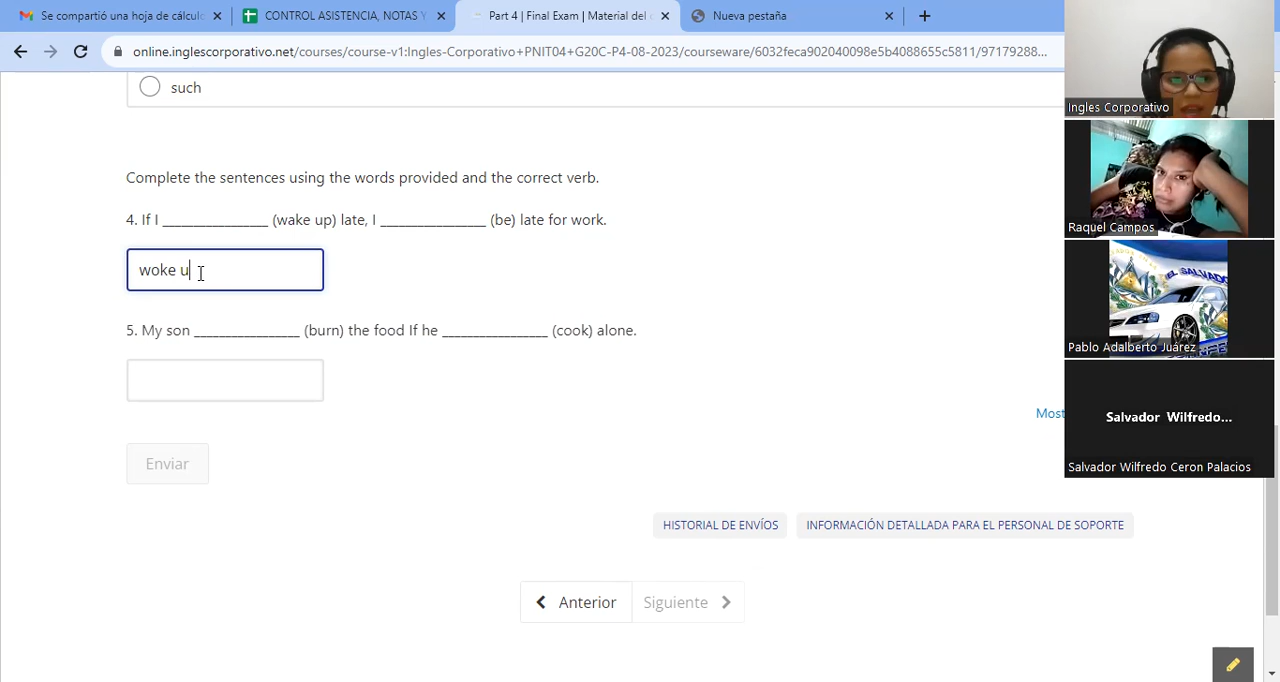 Se compartió una hoja de cálculo
CONTROL ASISTENCIA, NOTAS Y
Part 4 | Final Exam | Material del c
Nueva pestaña
online.inglescorporativo.net/courses/course-v1:Ingles-Corporativo+PNIT04+G20C-P4-08-2023/courseware/6032feca902040098e5b4088655c5811/97179288...
such
Ingles Corporativo
Complete the sentences using the words provided and the correct verb.
4. If I ________________ (wake up) late, I ________________ (be) late for work.
Raquel Campos
woke u
EL SALVADOR
5. My son ________________ (burn) the food If he ________________ (cook) alone.
Pablo Adalberto Juárez
Most
Salvador Wilfredo...
Salvador Wilfredo Ceron Palacios
Enviar
HISTORIAL DE ENVÍOS
INFORMACIÓN DETALLADA PARA EL PERSONAL DE SOPORTE
Anterior
Siguiente